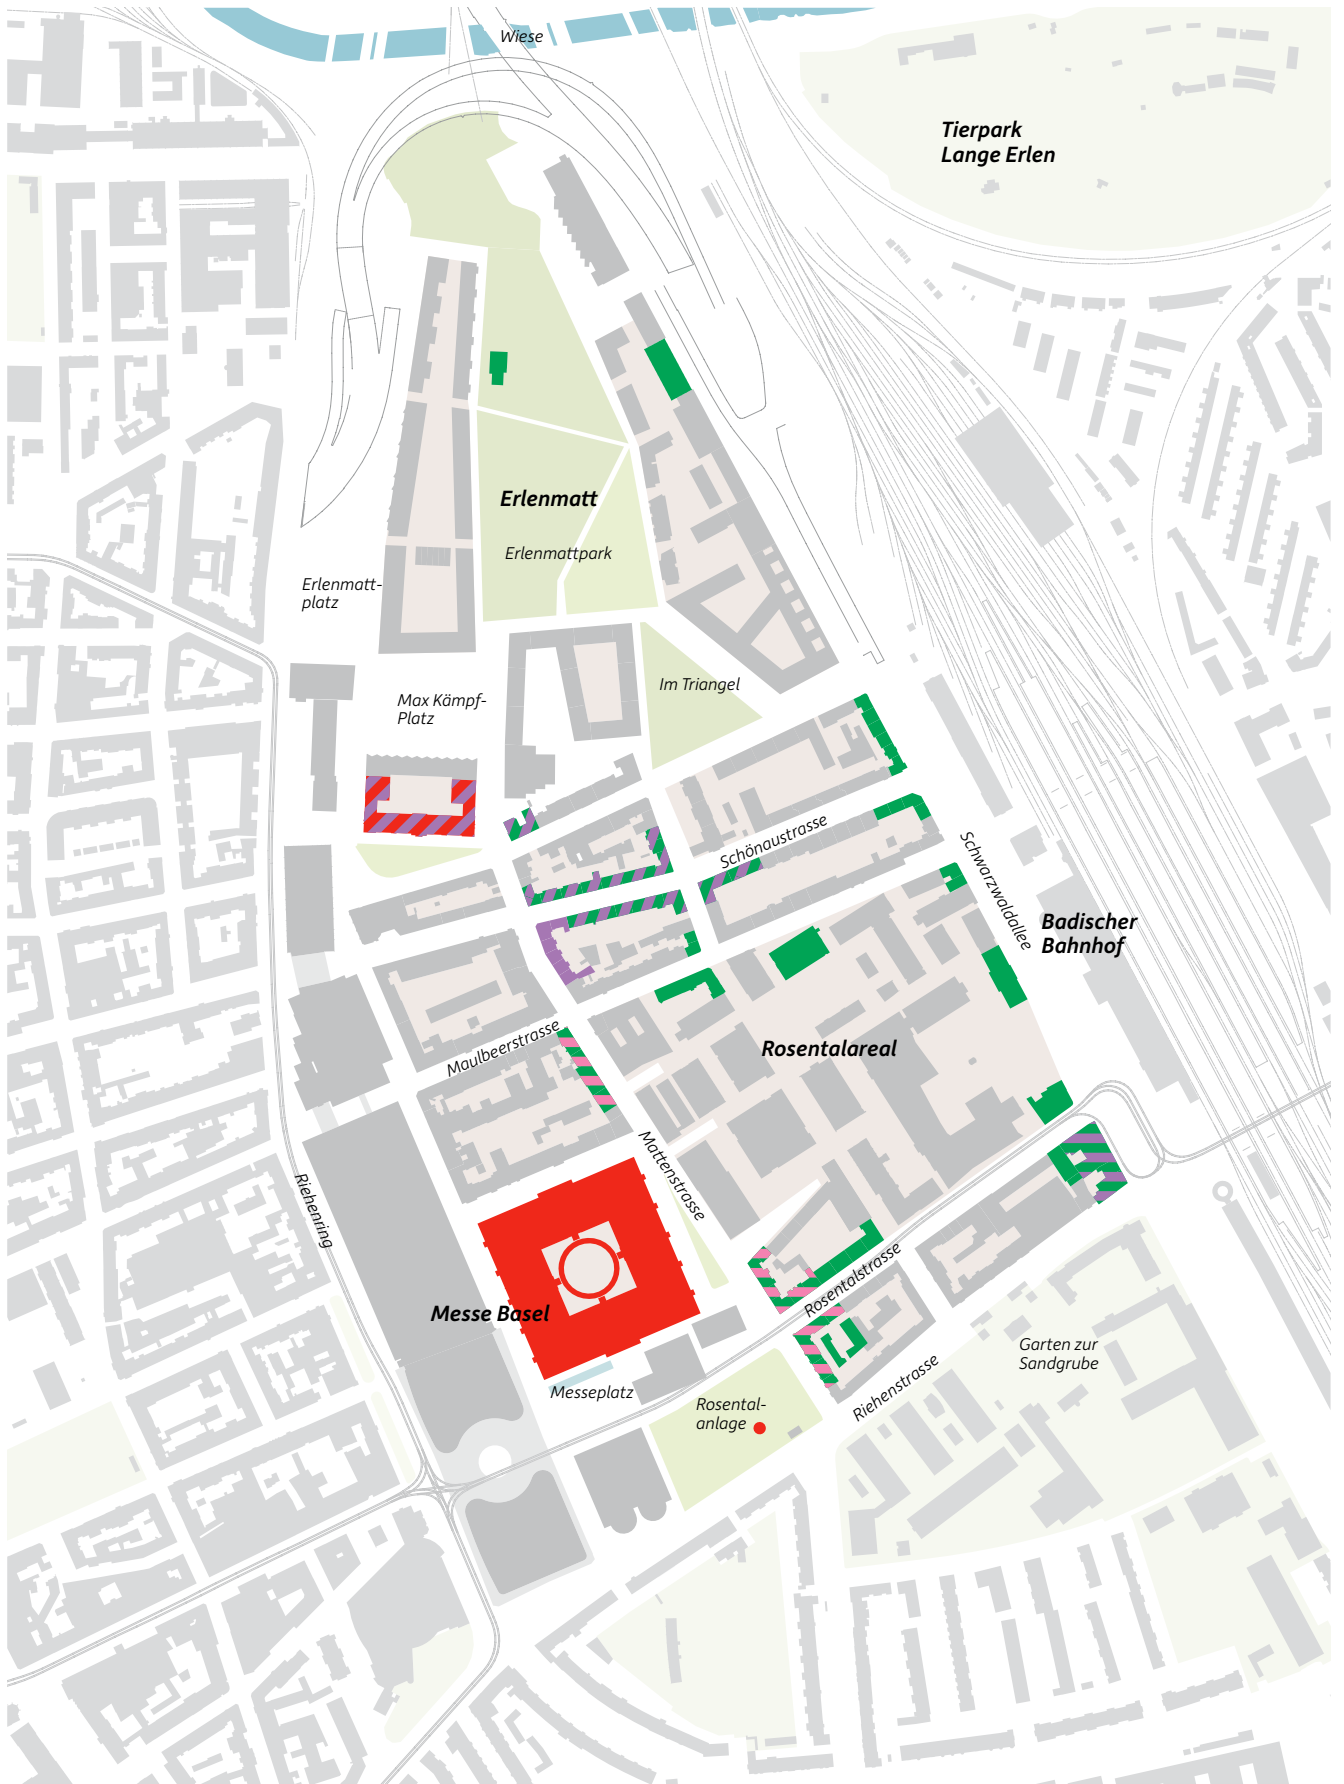 Wiese
Tierpark
Lange Erlen
Erlenmatt
Erlenmattpark
Erlenmatt-
platz
Im Triangel
Max Kämpf-
Platz
Schönaustrasse
Schwarzwaldallee
Badischer
Bahnhof
Maulbeerstrasse
Rosentalareal
Mattenstrasse
Riehenring
Rosentalstrasse
Messe Basel
Garten zur
Sandgrube
Riehenstrasse
Messeplatz
Rosental-
anlage